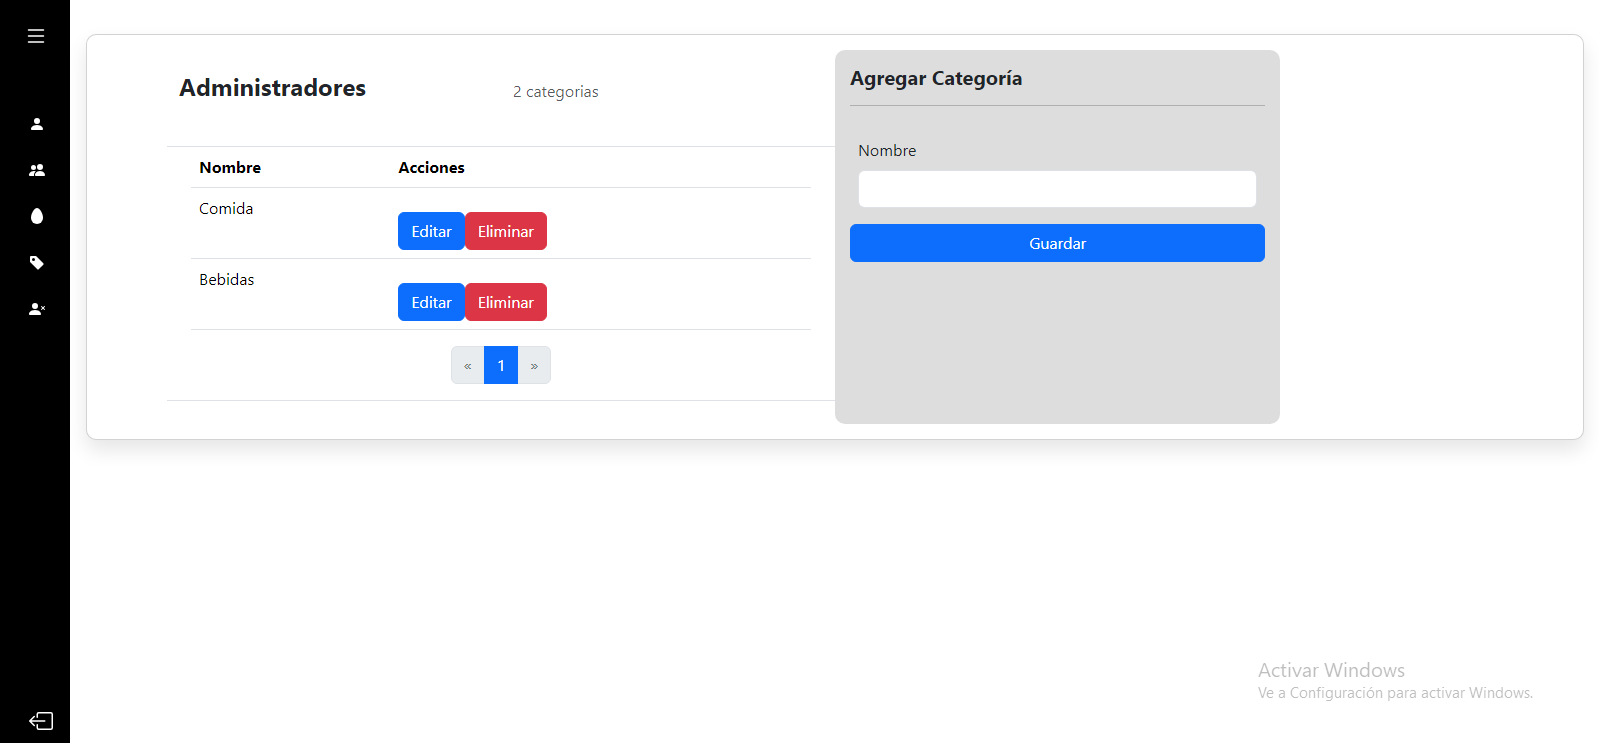 Administradores
2 categorias
Nombre Acciones
Comida
Editar Eliminar
Bebidas
Editar Eliminar
« 1 »
Agregar Categoría
Nombre
Guardar
Activar Windows
Ve a Configuración para activar Windows.